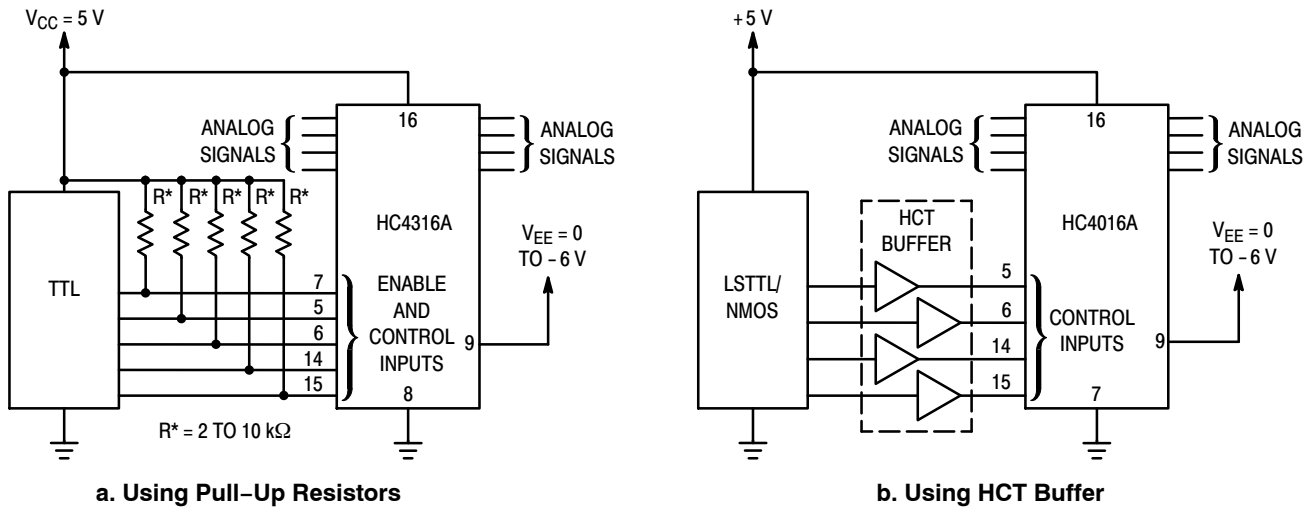 V_CC = 5 V
ANALOG
SIGNALS
16
ANALOG
SIGNALS
R* R* R* R* R*
HC4316A
V_EE = 0
TO −6 V
TTL
7
5
6
14
15
ENABLE
AND
CONTROL
INPUTS
9
8
R* = 2 TO 10 kΩ
a. Using Pull−Up Resistors
+5 V
ANALOG
SIGNALS
16
ANALOG
SIGNALS
HCT
BUFFER
HC4016A
V_EE = 0
TO −6 V
LSTTL/
NMOS
5
6
14
15
CONTROL
INPUTS
9
7
b. Using HCT Buffer